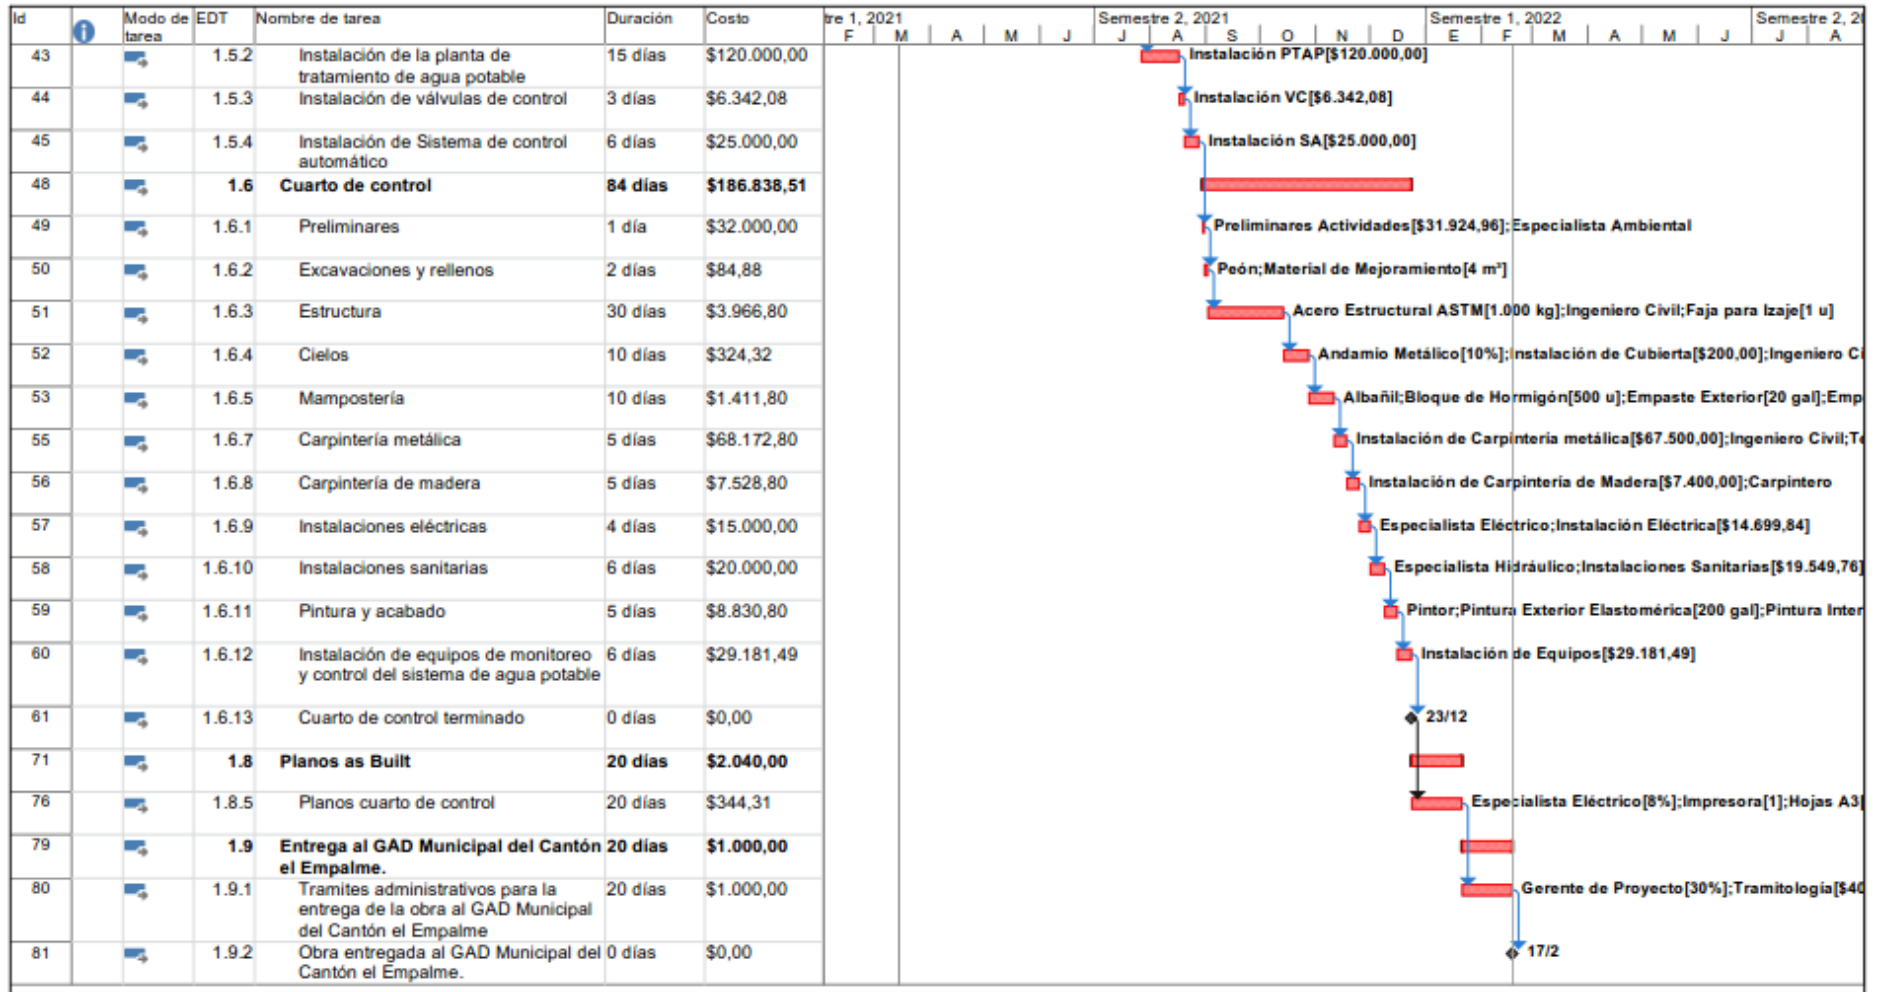 Id Modo de tarea EDT Nombre de tarea Duración Costo tre 1, 2021 Semestre 2, 2021 Semestre 1, 2022 Semestre 2, 20
F M A M J J A S O N D E F M A M J J A
43 1.5.2 Instalación de la planta de 15 días $120.000,00 Instalación PTAP[$120.000,00]
tratamiento de agua potable
44 1.5.3 Instalación de válvulas de control 3 días $6.342,08 Instalación VC[$6.342,08]
45 1.5.4 Instalación de Sistema de control 6 días $25.000,00 Instalación SA[$25.000,00]
automático
48 1.6 Cuarto de control 84 días $186.838,51
49 1.6.1 Preliminares 1 día $32.000,00 Preliminares Actividades[$31.924,96];Especialista Ambiental
50 1.6.2 Excavaciones y rellenos 2 días $84,88 Peón;Material de Mejoramiento[4 m³]
51 1.6.3 Estructura 30 días $3.966,80 Acero Estructural ASTM[1.000 kg];Ingeniero Civil;Faja para Izaje[1 u]
52 1.6.4 Cielos 10 días $324,32 Andamio Metálico[10%];Instalación de Cubierta[$200,00];Ingeniero Ci
53 1.6.5 Mampostería 10 días $1.411,80 Albañil;Bloque de Hormigón[500 u];Empaste Exterior[20 gal];Emp
55 1.6.7 Carpintería metálica 5 días $68.172,80 Instalación de Carpintería metálica[$67.500,00];Ingeniero Civil;Te
56 1.6.8 Carpintería de madera 5 días $7.528,80 Instalación de Carpintería de Madera[$7.400,00];Carpintero
57 1.6.9 Instalaciones eléctricas 4 días $15.000,00 Especialista Eléctrico;Instalación Eléctrica[$14.699,84]
58 1.6.10 Instalaciones sanitarias 6 días $20.000,00 Especialista Hidráulico;Instalaciones Sanitarias[$19.549,76]
59 1.6.11 Pintura y acabado 5 días $8.830,80 Pintor;Pintura Exterior Elastomérica[200 gal];Pintura Inter
60 1.6.12 Instalación de equipos de monitoreo 6 días $29.181,49 Instalación de Equipos[$29.181,49]
y control del sistema de agua potable
61 1.6.13 Cuarto de control terminado 0 días $0,00 23/12
71 1.8 Planos as Built 20 días $2.040,00
76 1.8.5 Planos cuarto de control 20 días $344,31 Especialista Eléctrico[8%];Impresora[1];Hojas A3[
79 1.9 Entrega al GAD Municipal del Cantón 20 días $1.000,00
el Empalme.
80 1.9.1 Tramites administrativos para la 20 días $1.000,00 Gerente de Proyecto[30%];Tramitología[$40
entrega de la obra al GAD Municipal
del Cantón el Empalme
81 1.9.2 Obra entregada al GAD Municipal del 0 días $0,00 17/2
Cantón el Empalme.